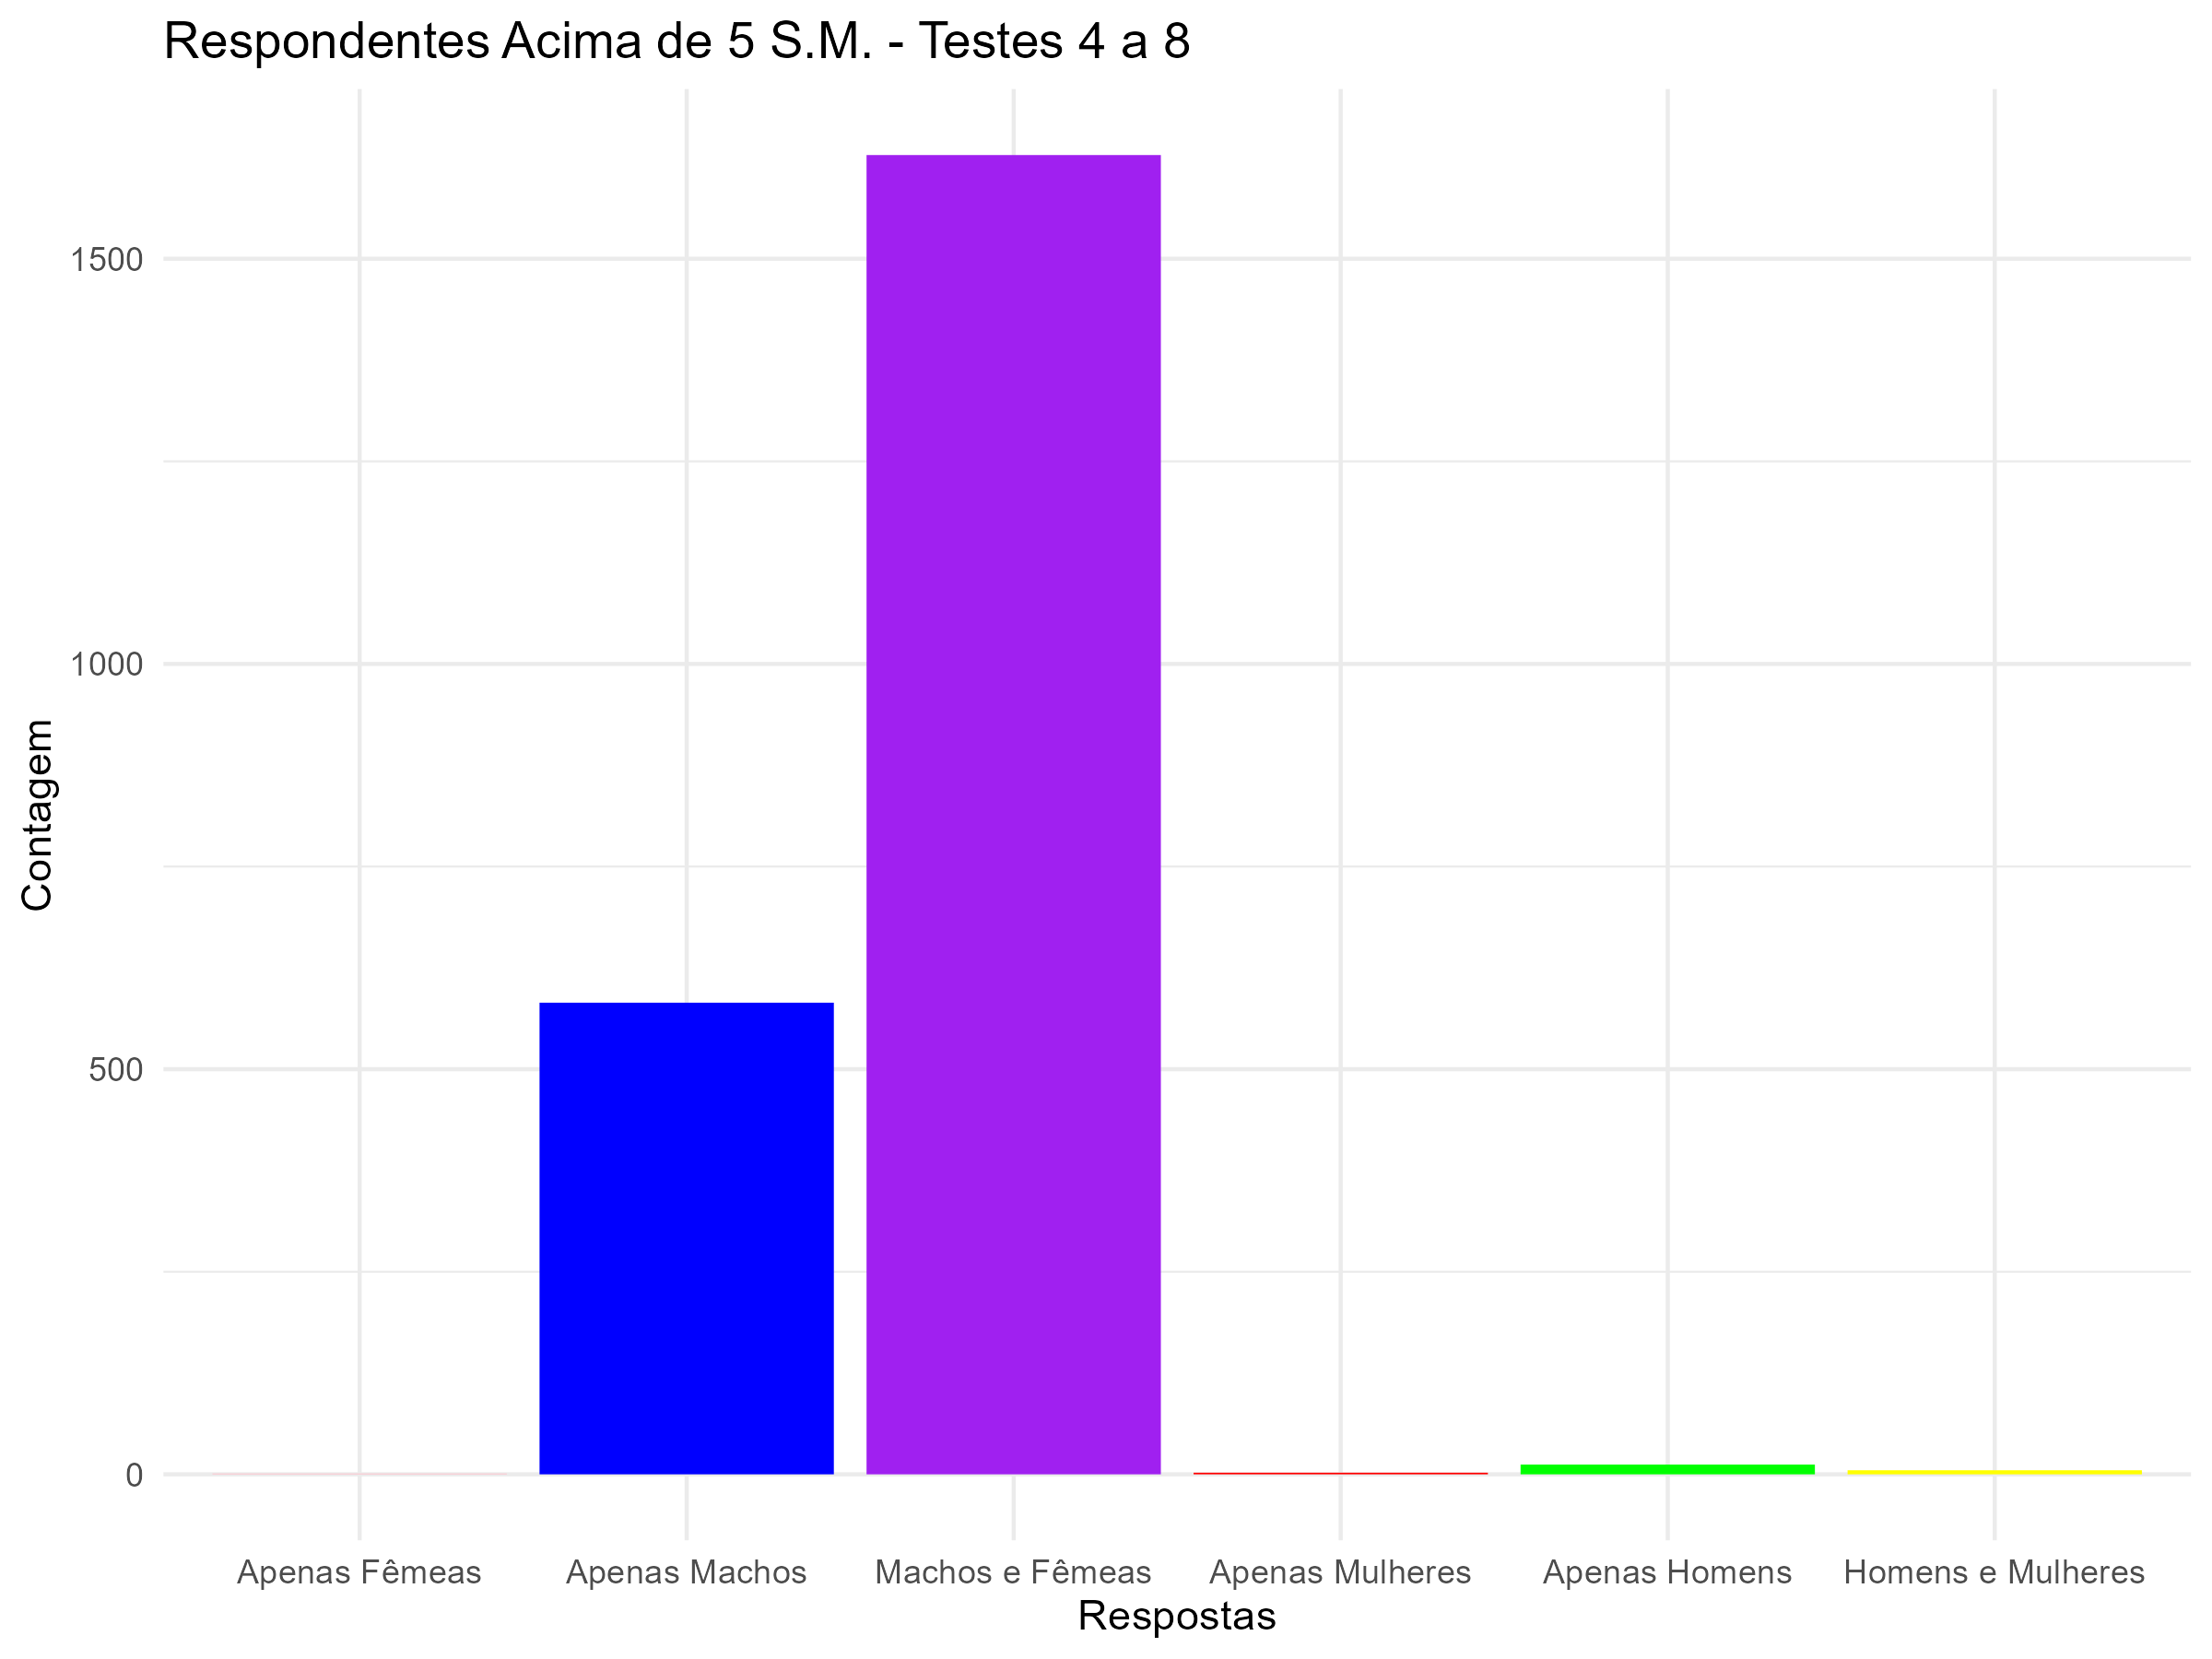 Respondentes Acima de 5 S.M. - Testes 4 a 8
Contagem
1500
1000
500
0
Apenas Fêmeas Apenas Machos Machos e Fêmeas Apenas Mulheres Apenas Homens Homens e Mulheres
Respostas